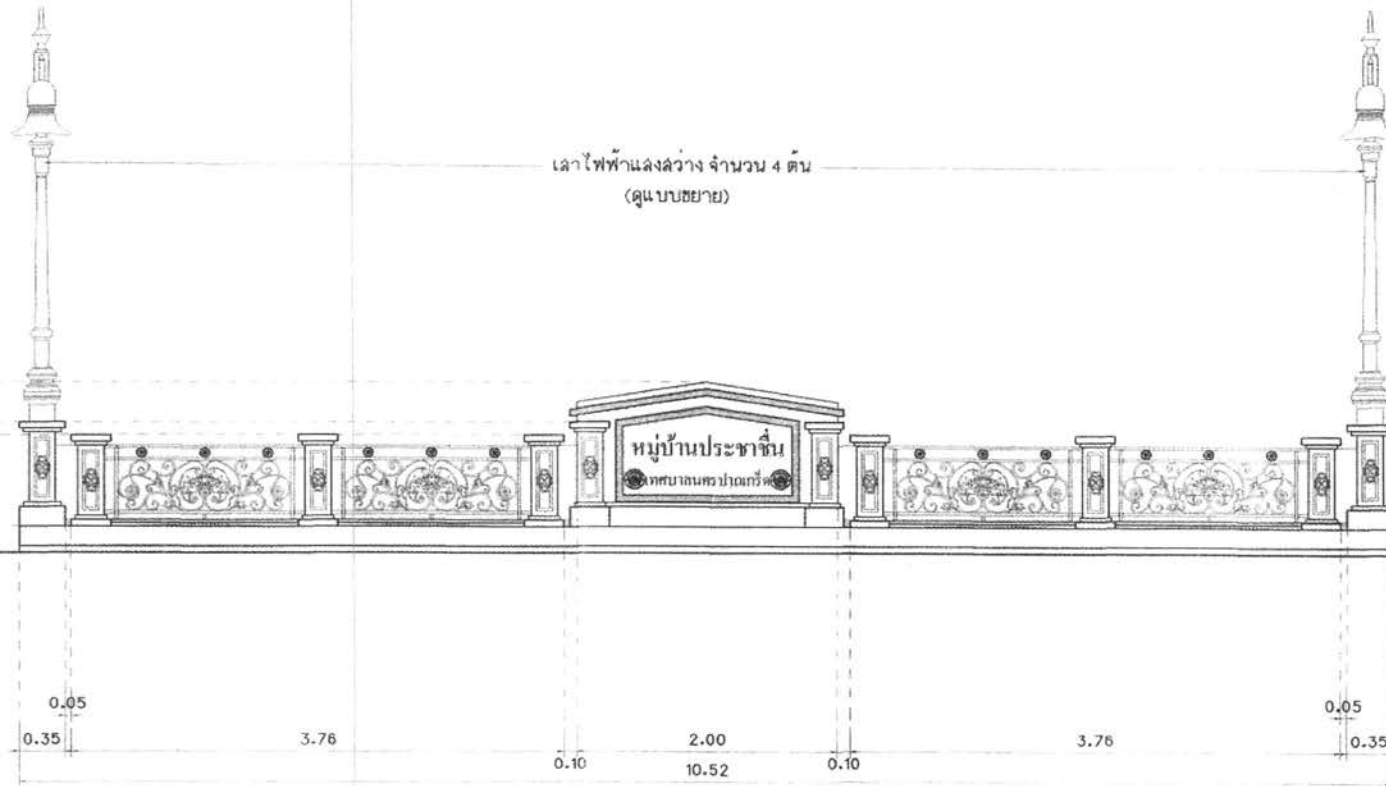 เสาไฟฟ้าแสงสว่าง จำนวน 4 ต้น
(ดูแบบขยาย)
หมู่บ้านประชาชื่น
เทศบาลนครปากเกร็ด
0.05
0.05
0.35
3.76
2.00
3.76
0.35
0.10
10.52
0.10